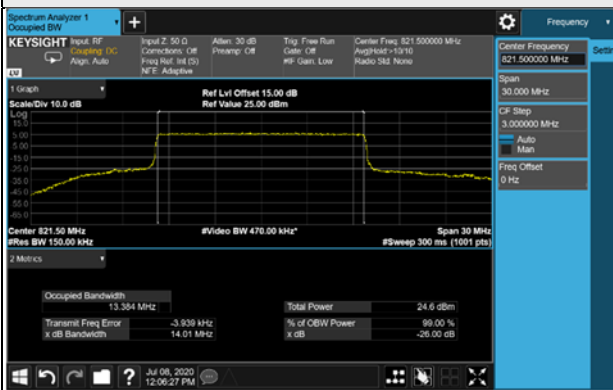 Spectrum Analyzer 1
Occupied BW
Frequency
KEYSIGHT Input: RF
Coupling: DC
Align: Auto
Input Z: 50 Ω
Corrections: Off
Freq Ref: Int (S)
NFE: Adaptive
Atten: 30 dB
Preamp: Off
Trig: Free Run
Gate: Off
#IF Gain: Low
Center Freq: 821.500000 MHz
Avg|Hold:>10/10
Radio Std: None
LU
Center Frequency
821.500000 MHz
Settin
Span
30.000 MHz
CF Step
3.000000 MHz
Auto
Man
Freq Offset
0 Hz
1 Graph
Scale/Div 10.0 dB
Ref Lvl Offset 15.00 dB
Ref Value 25.00 dBm
Log
15.0
5.00
-5.00
-15.0
-25.0
-35.0
-45.0
-55.0
-65.0
Center 821.50 MHz
#Video BW 470.00 kHz*
Span 30 MHz
#Res BW 150.00 kHz
#Sweep 300 ms (1001 pts)
2 Metrics
Occupied Bandwidth
13.384 MHz
Total Power 24.6 dBm
Transmit Freq Error -3.939 kHz
% of OBW Power 99.00 %
x dB Bandwidth 14.01 MHz
x dB -26.00 dB
Jul 08, 2020
12:06:27 PM